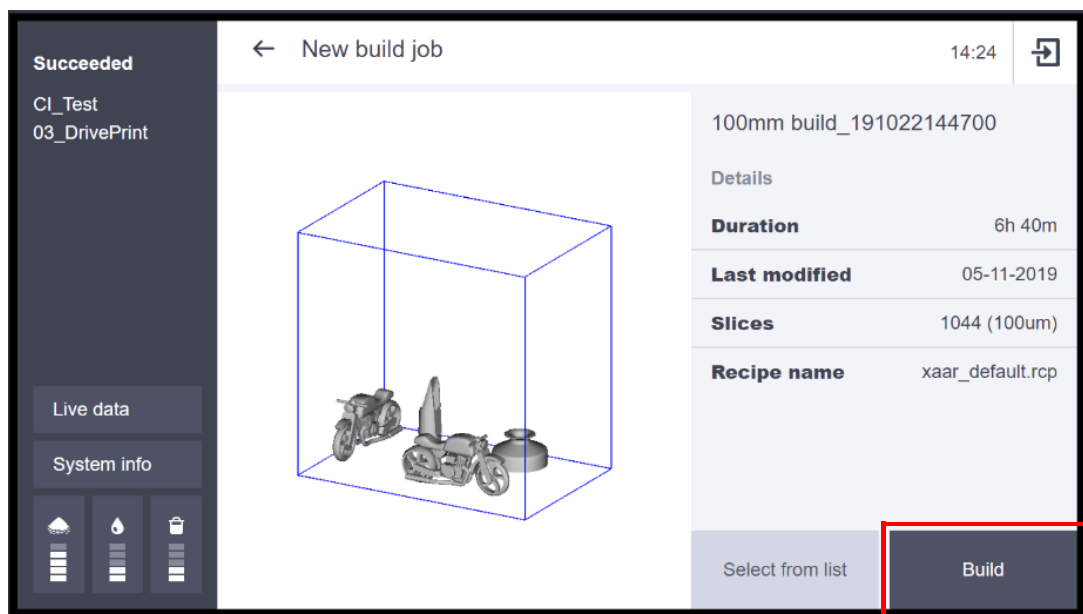 Succeeded
CI_Test
03_DrivePrint
Live data
System info
← New build job
14:24
100mm build_191022144700
Details
Duration 6h 40m
Last modified 05-11-2019
Slices 1044 (100um)
Recipe name xaar_default.rcp
Select from list
Build